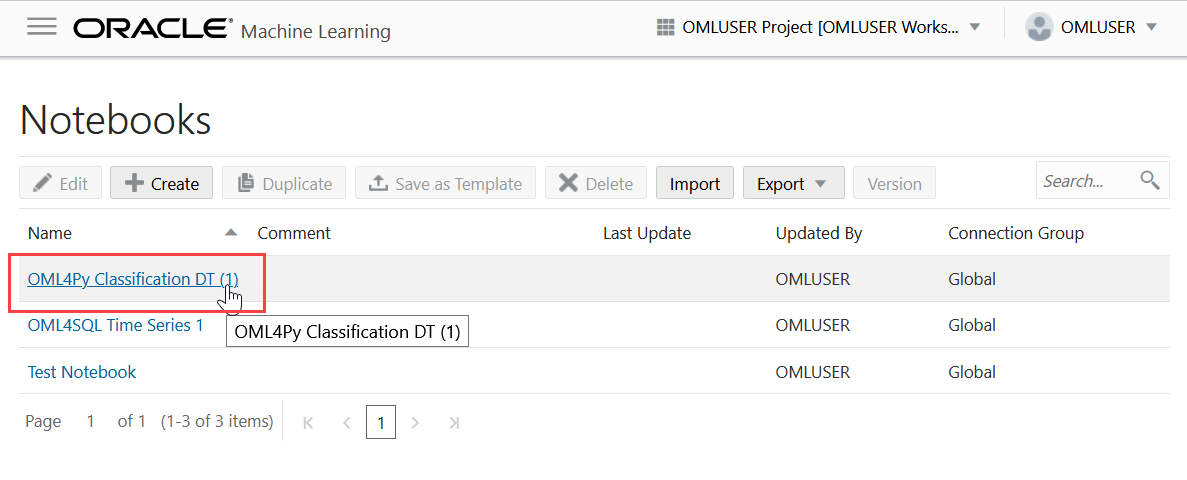 ORACLE® Machine Learning OMLUSER Project [OMLUSER Works... OMLUSER
Notebooks
Edit Create Duplicate Save as Template Delete Import Export Version Search...
Name Comment Last Update Updated By Connection Group
OML4Py Classification DT (1) OMLUSER Global
OML4SQL Time Series 1 OMLUSER Global
OML4Py Classification DT (1)
Test Notebook OMLUSER Global
Page 1 of 1 (1-3 of 3 items) 1